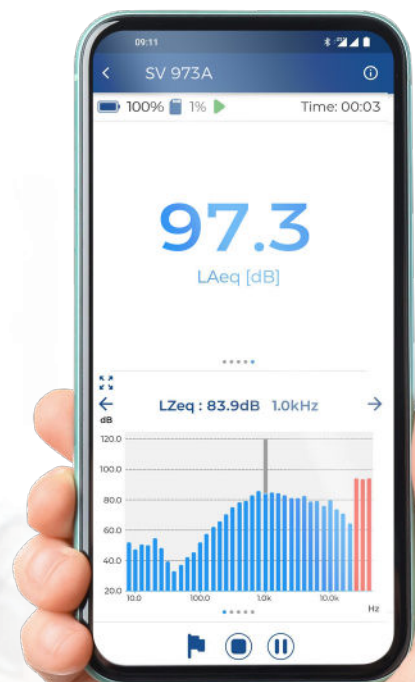 09:11
SV 973A
100% 1% Time: 00:03
97.3
LAeq [dB]
LZeq : 83.9dB 1.0kHz
dB
120.0
100.0
80.0
60.0
40.0
20.0
10.0 100.0 1.0k 10.0k
Hz